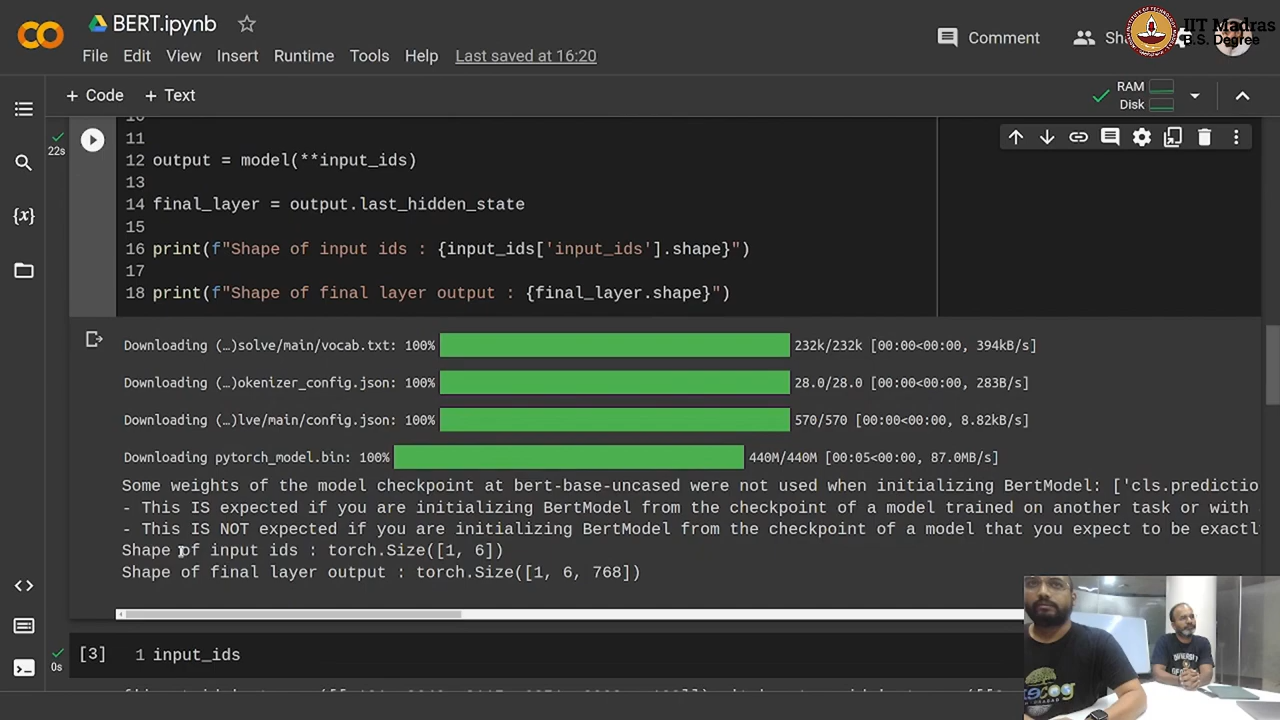 BERT.ipynb
IIT Madras
B.S. Degree
File Edit View Insert Runtime Tools Help Last saved at 16:20
Comment
+ Code + Text
RAM
Disk
22s
10
11
12 output = model(**input_ids)
13
14 final_layer = output.last_hidden_state
15
16 print(f"Shape of input ids : {input_ids['input_ids'].shape}")
17
18 print(f"Shape of final layer output : {final_layer.shape}")
Downloading (…)solve/main/vocab.txt: 100% 232k/232k [00:00<00:00, 394kB/s]
Downloading (…)okenizer_config.json: 100% 28.0/28.0 [00:00<00:00, 283B/s]
Downloading (…)lve/main/config.json: 100% 570/570 [00:00<00:00, 8.82kB/s]
Downloading pytorch_model.bin: 100% 440M/440M [00:05<00:00, 87.0MB/s]
Some weights of the model checkpoint at bert-base-uncased were not used when initializing BertModel: ['cls.predictio
- This IS expected if you are initializing BertModel from the checkpoint of a model trained on another task or with
- This IS NOT expected if you are initializing BertModel from the checkpoint of a model that you expect to be exactl
Shape of input ids : torch.Size([1, 6])
Shape of final layer output : torch.Size([1, 6, 768])
[3] 1 input_ids
0s